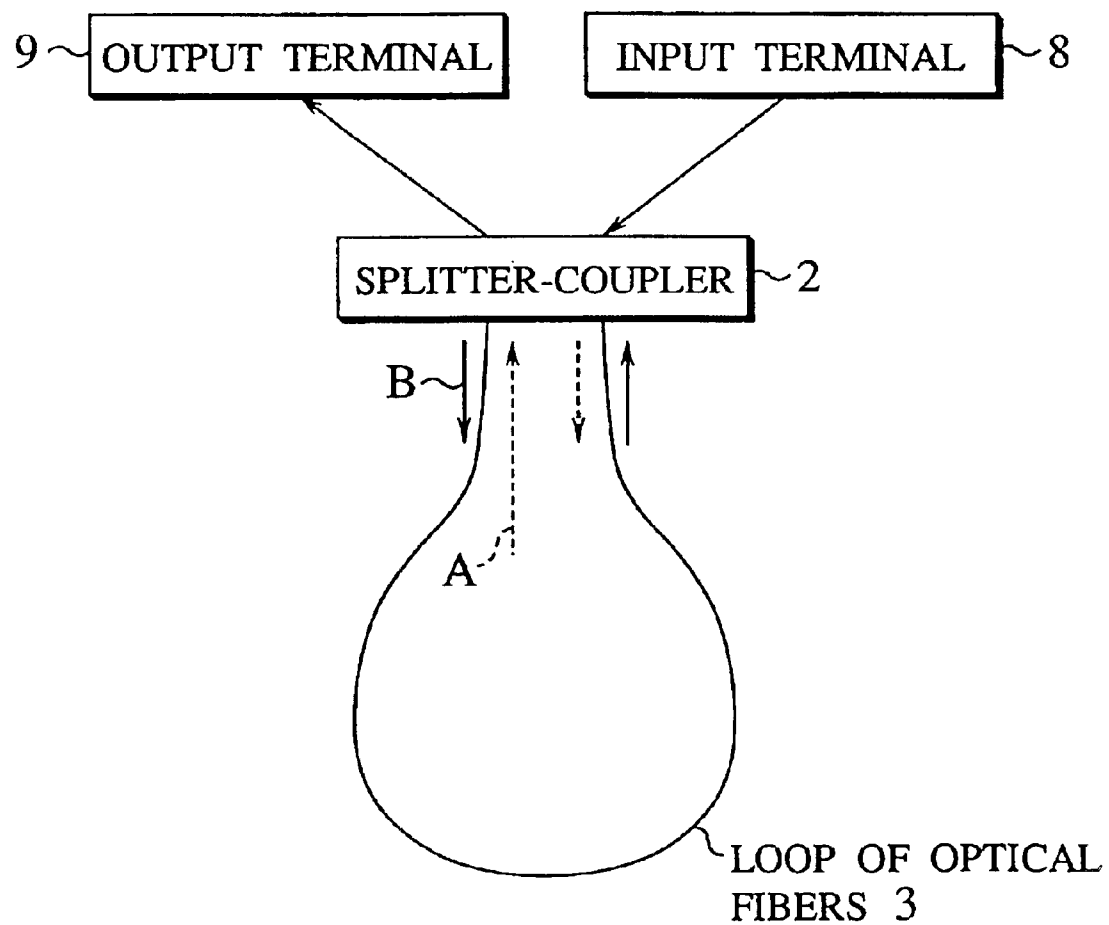 9
OUTPUT TERMINAL
INPUT TERMINAL
8
SPLITTER-COUPLER
2
B
A
LOOP OF OPTICAL
FIBERS 3